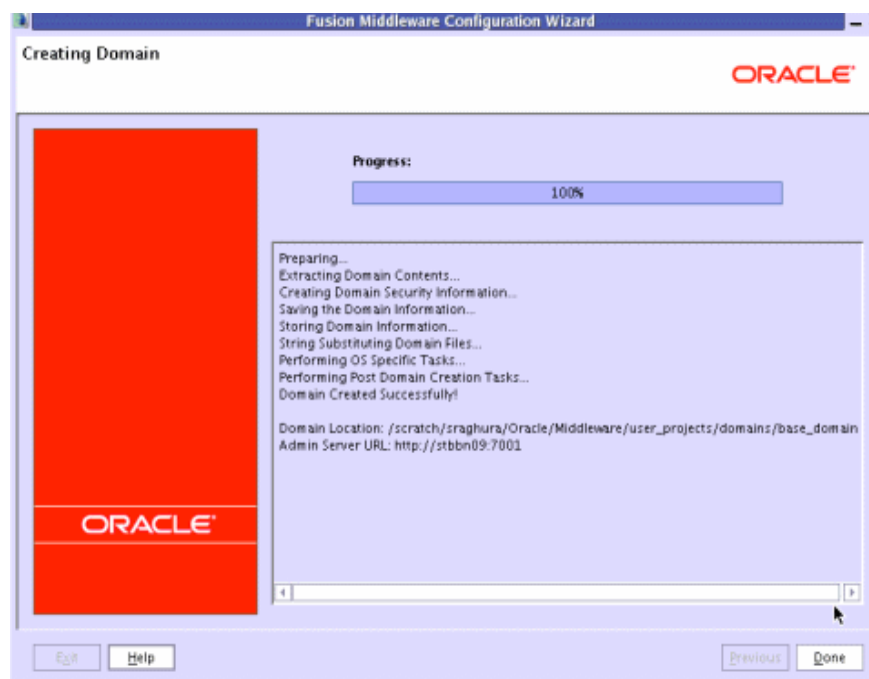 Fusion Middleware Configuration Wizard
Creating Domain
ORACLE
Progress:
100%
Preparing...
Extracting Domain Contents...
Creating Domain Security Information...
Saving the Domain Information...
Storing Domain Information...
String Substituting Domain Files...
Performing OS Specific Tasks...
Performing Post Domain Creation Tasks...
Domain Created Successfully!
Domain Location: /scratch/sraghura/Oracle/Middleware/user_projects/domains/base_domain
Admin Server URL: http://stbbn09:7001
ORACLE
Exit Help Previous Done